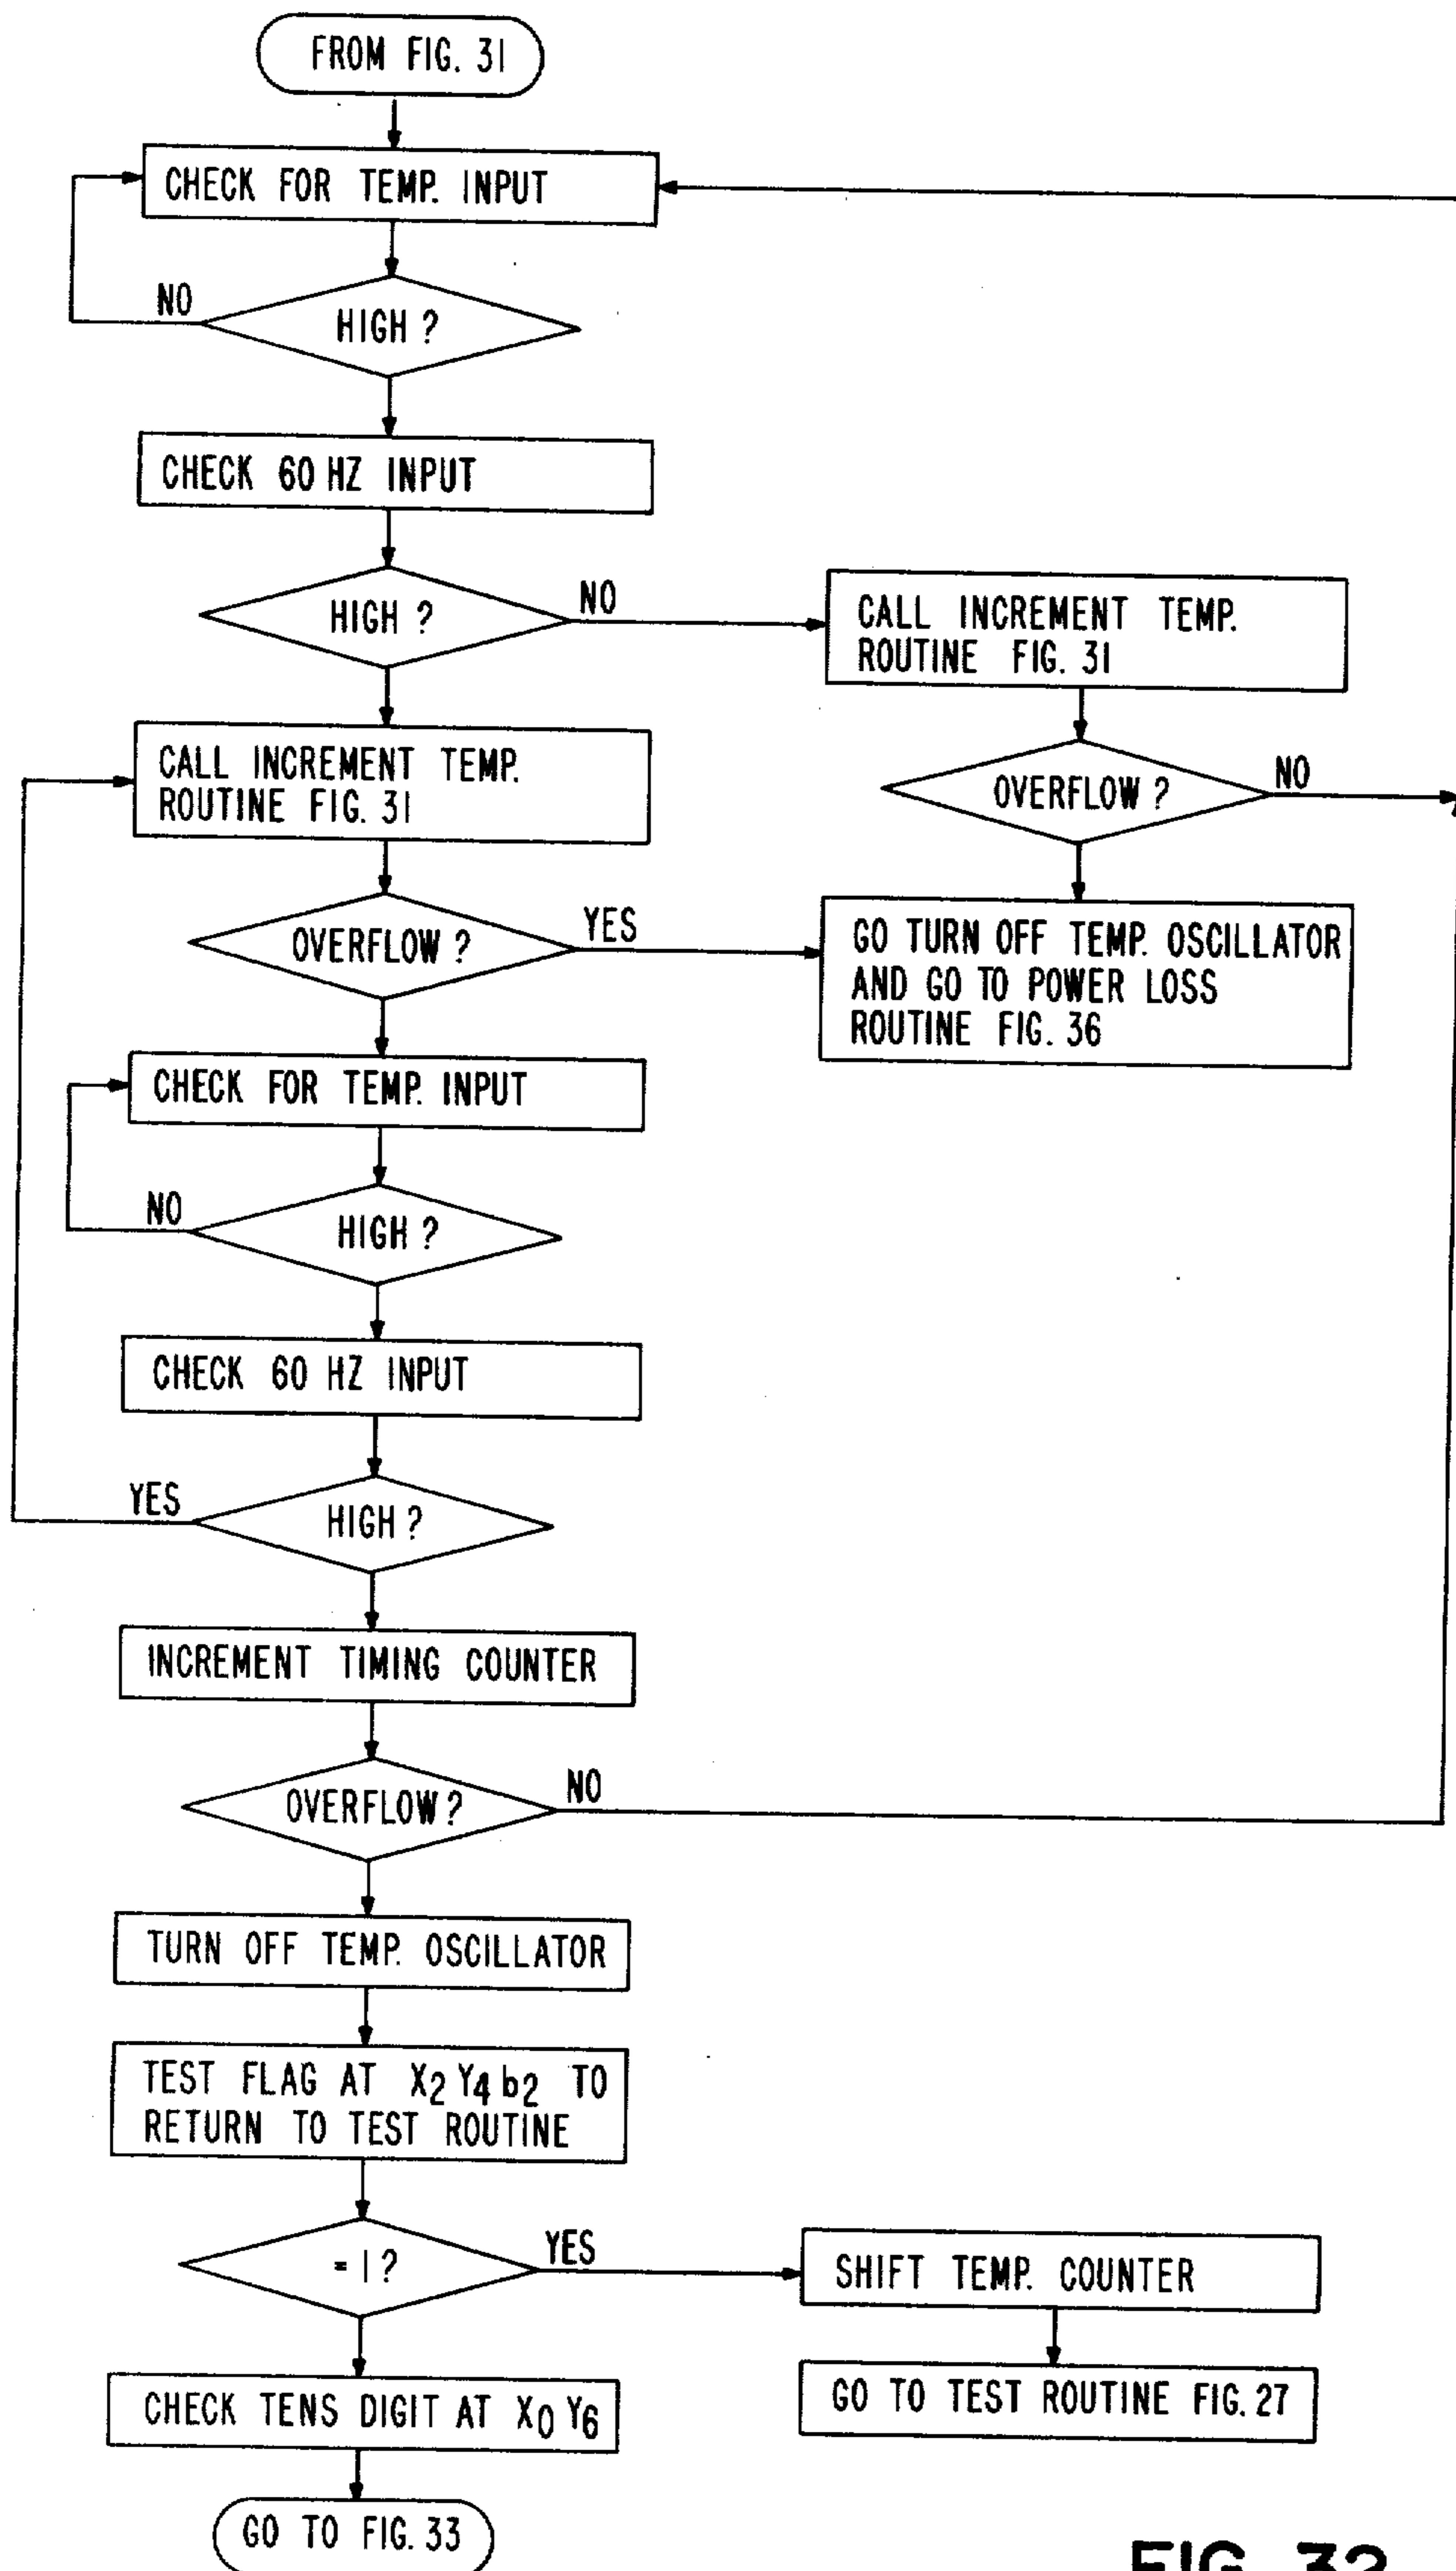 FROM FIG. 31
CHECK FOR TEMP. INPUT
NO
HIGH ?
CHECK 60 HZ INPUT
HIGH ?
NO
CALL INCREMENT TEMP.
ROUTINE FIG. 31
CALL INCREMENT TEMP.
ROUTINE FIG. 31
OVERFLOW ?
NO
OVERFLOW ?
YES
GO TURN OFF TEMP. OSCILLATOR
AND GO TO POWER LOSS
ROUTINE FIG. 36
CHECK FOR TEMP. INPUT
NO
HIGH ?
CHECK 60 HZ INPUT
YES
HIGH ?
INCREMENT TIMING COUNTER
OVERFLOW ?
NO
TURN OFF TEMP. OSCILLATOR
TEST FLAG AT X2 Y4 b2 TO
RETURN TO TEST ROUTINE
= 1 ?
YES
SHIFT TEMP. COUNTER
CHECK TENS DIGIT AT X0 Y6
GO TO TEST ROUTINE FIG. 27
GO TO FIG. 33
FIG. 32